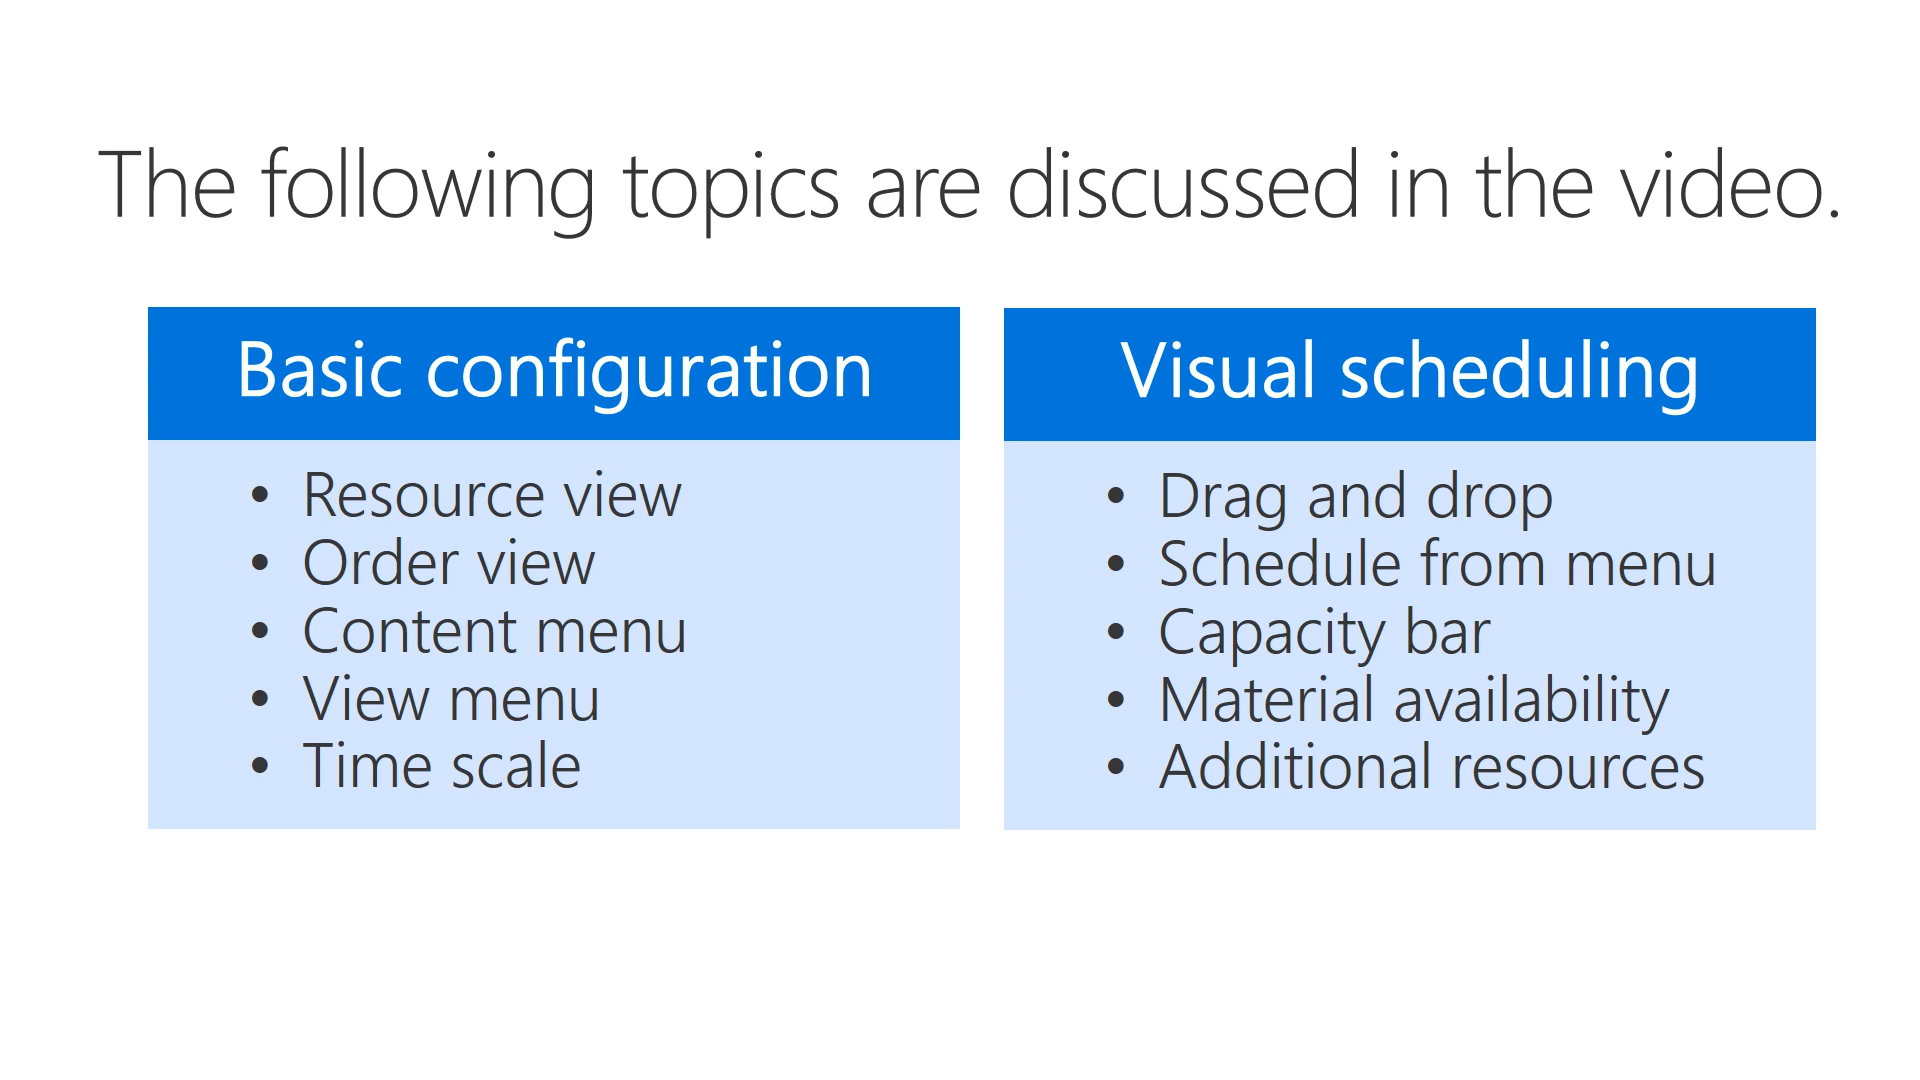 The following topics are discussed in the video.
Basic configuration
• Resource view
• Order view
• Content menu
• View menu
• Time scale
Visual scheduling
• Drag and drop
• Schedule from menu
• Capacity bar
• Material availability
• Additional resources